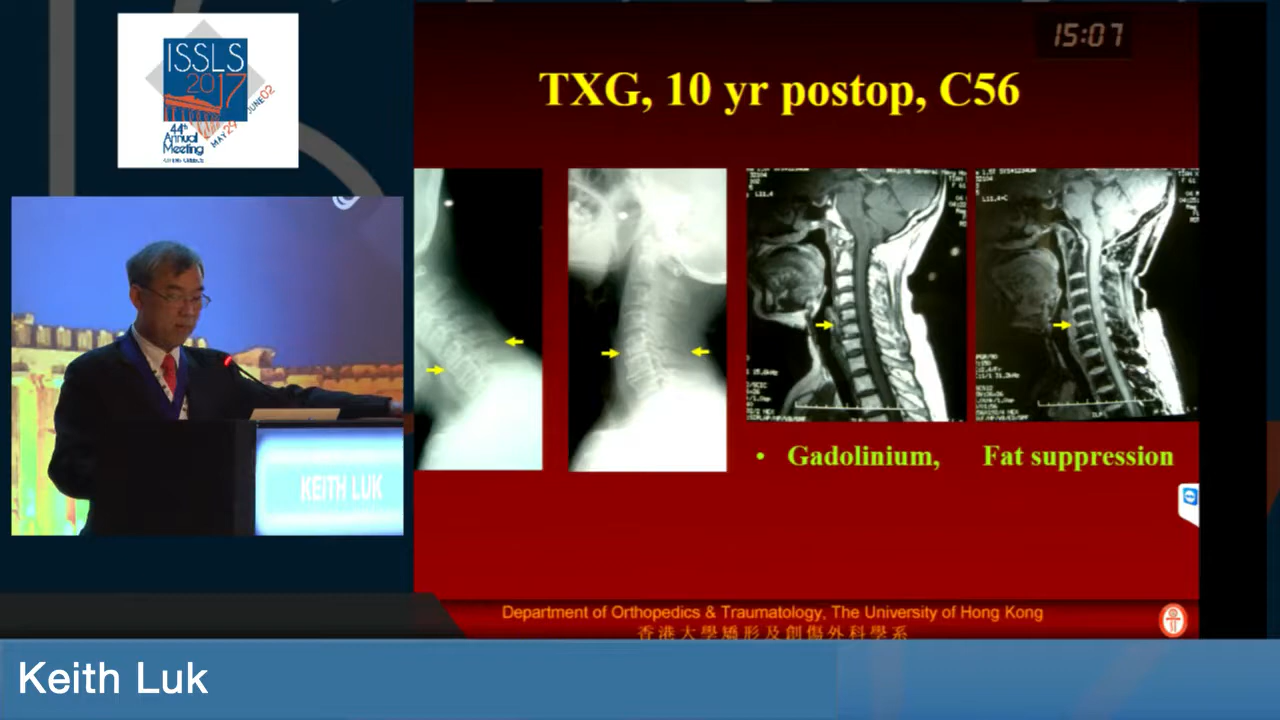 ISSLS
2017
44th
Annual
Meeting
MAY 29
JUNE 02
15:07
TXG, 10 yr postop, C56
• Gadolinium, Fat suppression
KEITH LUK
Department of Orthopedics & Traumatology, The University of Hong Kong
香港大學矯形及創傷外科學系
Keith Luk